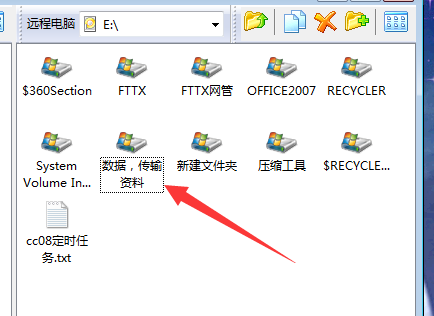 远程电脑 E:\
$360Section FTTX FTTX网管 OFFICE2007 RECYCLER
System 数据，传输 新建文件夹 压缩工具 $RECYCLE...
Volume In... 资料
cc08定时任
务.txt